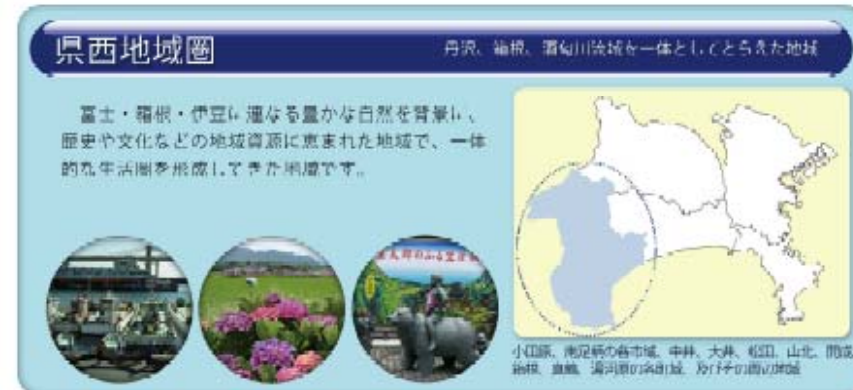 県西地域圏
丹沢、箱根、酒匂川流域を一体としてとらえた地域
富士・箱根・伊豆に連なる豊かな自然を背景に、
歴史や文化などの地域資源に恵まれた地域で、一体
的な生活圏を形成してきた地域です。
小田原、南足柄の各市域、中井、大井、松田、山北、開成
箱根、真鶴、湯河原の各町域、及びその周辺地域